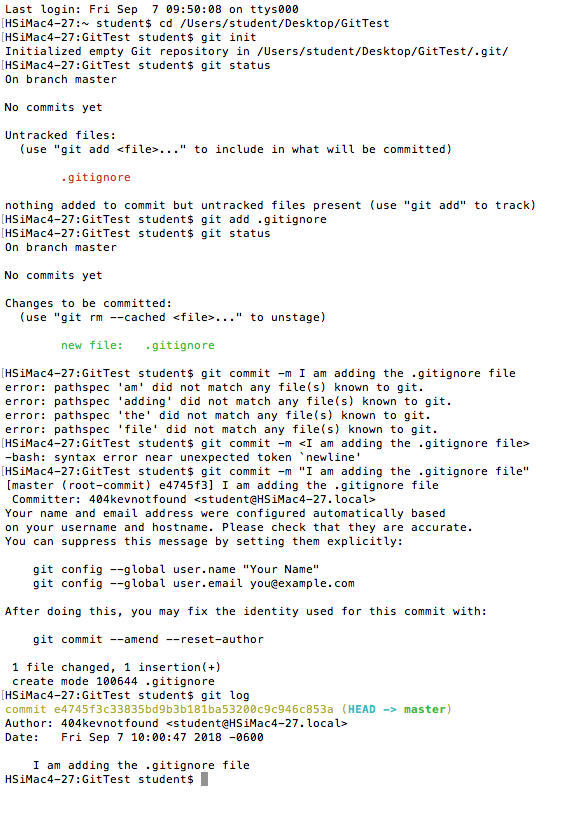 Last login: Fri Sep  7 09:50:08 on ttys000
[HSiMac4-27:~ student$ cd /Users/student/Desktop/GitTest
[HSiMac4-27:GitTest student$ git init
Initialized empty Git repository in /Users/student/Desktop/GitTest/.git/
[HSiMac4-27:GitTest student$ git status
On branch master

No commits yet

Untracked files:
  (use "git add <file>..." to include in what will be committed)

        .gitignore

nothing added to commit but untracked files present (use "git add" to track)
[HSiMac4-27:GitTest student$ git add .gitignore
[HSiMac4-27:GitTest student$ git status
On branch master

No commits yet

Changes to be committed:
  (use "git rm --cached <file>..." to unstage)

        new file:   .gitignore

[HSiMac4-27:GitTest student$ git commit -m I am adding the .gitignore file
error: pathspec 'am' did not match any file(s) known to git.
error: pathspec 'adding' did not match any file(s) known to git.
error: pathspec 'the' did not match any file(s) known to git.
error: pathspec 'file' did not match any file(s) known to git.
[HSiMac4-27:GitTest student$ git commit -m <I am adding the .gitignore file>
-bash: syntax error near unexpected token `newline'
[HSiMac4-27:GitTest student$ git commit -m "I am adding the .gitignore file"
[master (root-commit) e4745f3] I am adding the .gitignore file
 Committer: 404kevnotfound <student@HSiMac4-27.local>
Your name and email address were configured automatically based
on your username and hostname. Please check that they are accurate.
You can suppress this message by setting them explicitly:

    git config --global user.name "Your Name"
    git config --global user.email you@example.com

After doing this, you may fix the identity used for this commit with:

    git commit --amend --reset-author

 1 file changed, 1 insertion(+)
 create mode 100644 .gitignore
[HSiMac4-27:GitTest student$ git log
commit e4745f3c33835bd9b3b181ba53200c9c946c853a (HEAD -> master)
Author: 404kevnotfound <student@HSiMac4-27.local>
Date:   Fri Sep 7 10:00:47 2018 -0600

    I am adding the .gitignore file
HSiMac4-27:GitTest student$